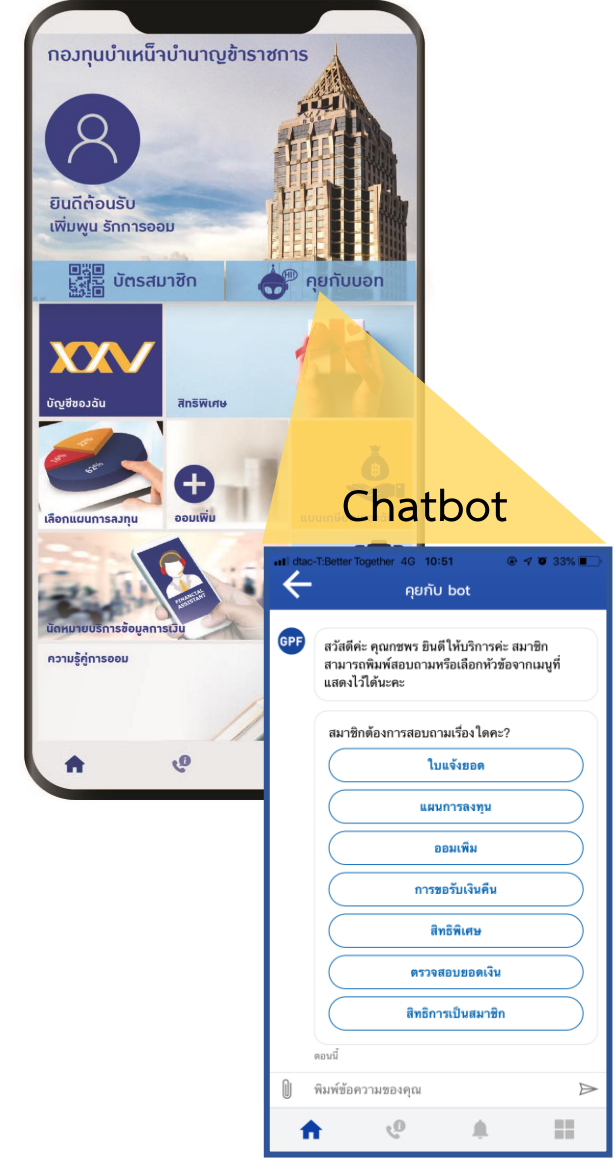 กองทุนบำเหน็จบำนาญข้าราชการ
ยินดีต้อนรับ
เพิ่มพูน รักการออม
บัตรสมาชิก
HI!
คุยกับบอท
XXV
บัญชีของฉัน
สิทธิพิเศษ
22%
16%
62%
เลือกแผนการลงทุน
ออมเพิ่ม
Chatbot
FINANCIAL
ASSISTANT
นัดหมายบริการข้อมูลการเงิน
ความรู้คู่การออม
dtac-T:Better Together 4G 10:51 33%
คุยกับ bot
GPF
สวัสดีค่ะ คุณกชพร ยินดีให้บริการค่ะ สมาชิก
สามารถพิมพ์สอบถามหรือเลือกหัวข้อจากเมนูที่
แสดงไว้ได้นะคะ
สมาชิกต้องการสอบถามเรื่องใดคะ?
ใบแจ้งยอด
แผนการลงทุน
ออมเพิ่ม
การขอรับเงินคืน
สิทธิพิเศษ
ตรวจสอบยอดเงิน
สิทธิการเป็นสมาชิก
ตอนนี้
พิมพ์ข้อความของคุณ